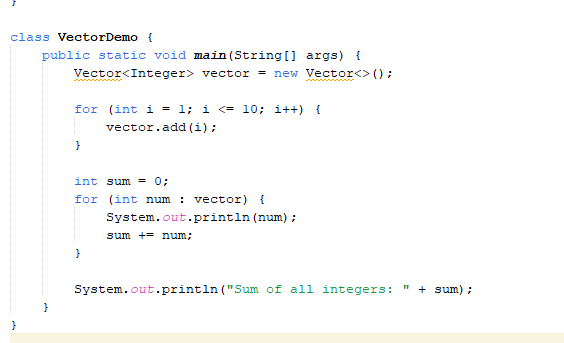 }
class VectorDemo {
    public static void main(String[] args) {
        Vector<Integer> vector = new Vector<>();
        for (int i = 1; i <= 10; i++) {
            vector.add(i);
        }
        int sum = 0;
        for (int num : vector) {
            System.out.println(num);
            sum += num;
        }
        System.out.println("Sum of all integers: " + sum);
    }
}